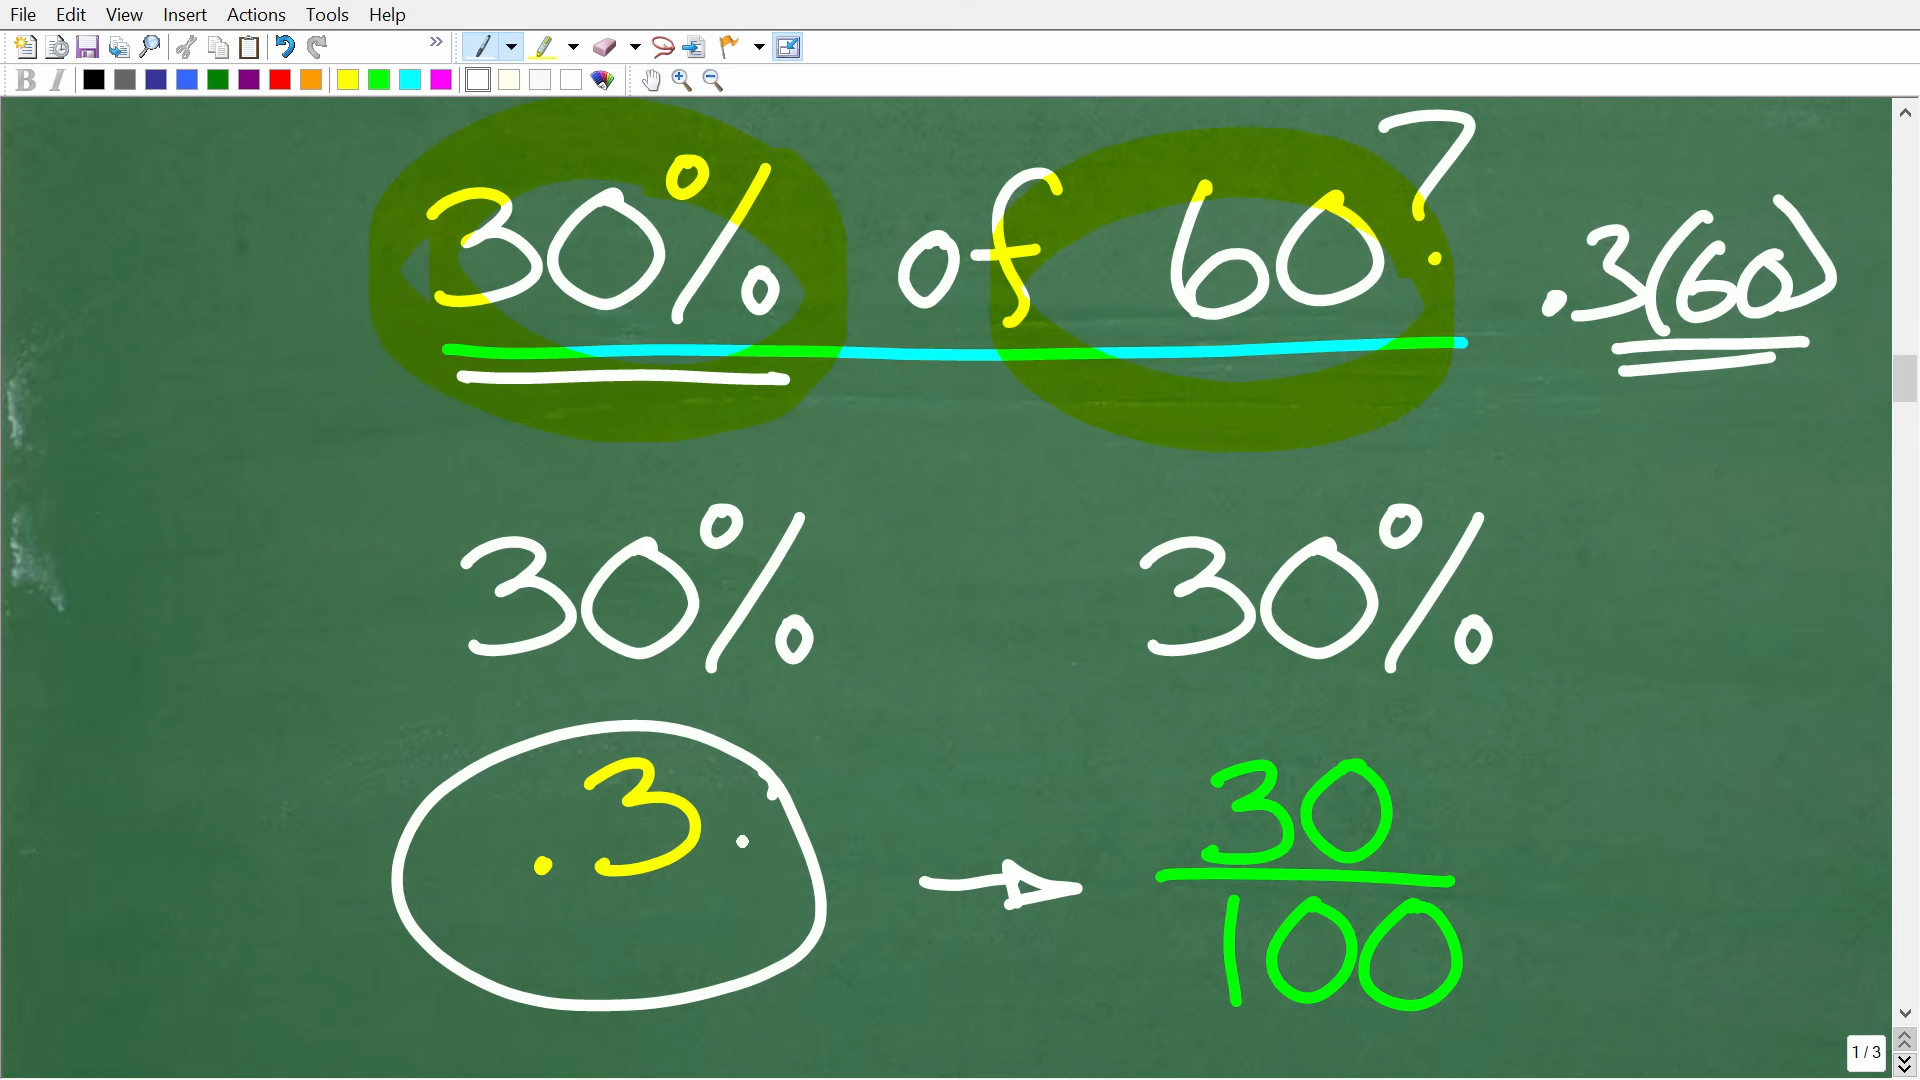 File Edit View Insert Actions Tools Help
B I
30% of 60? .3(60)
30% 30%
.3 30
100
1 / 3